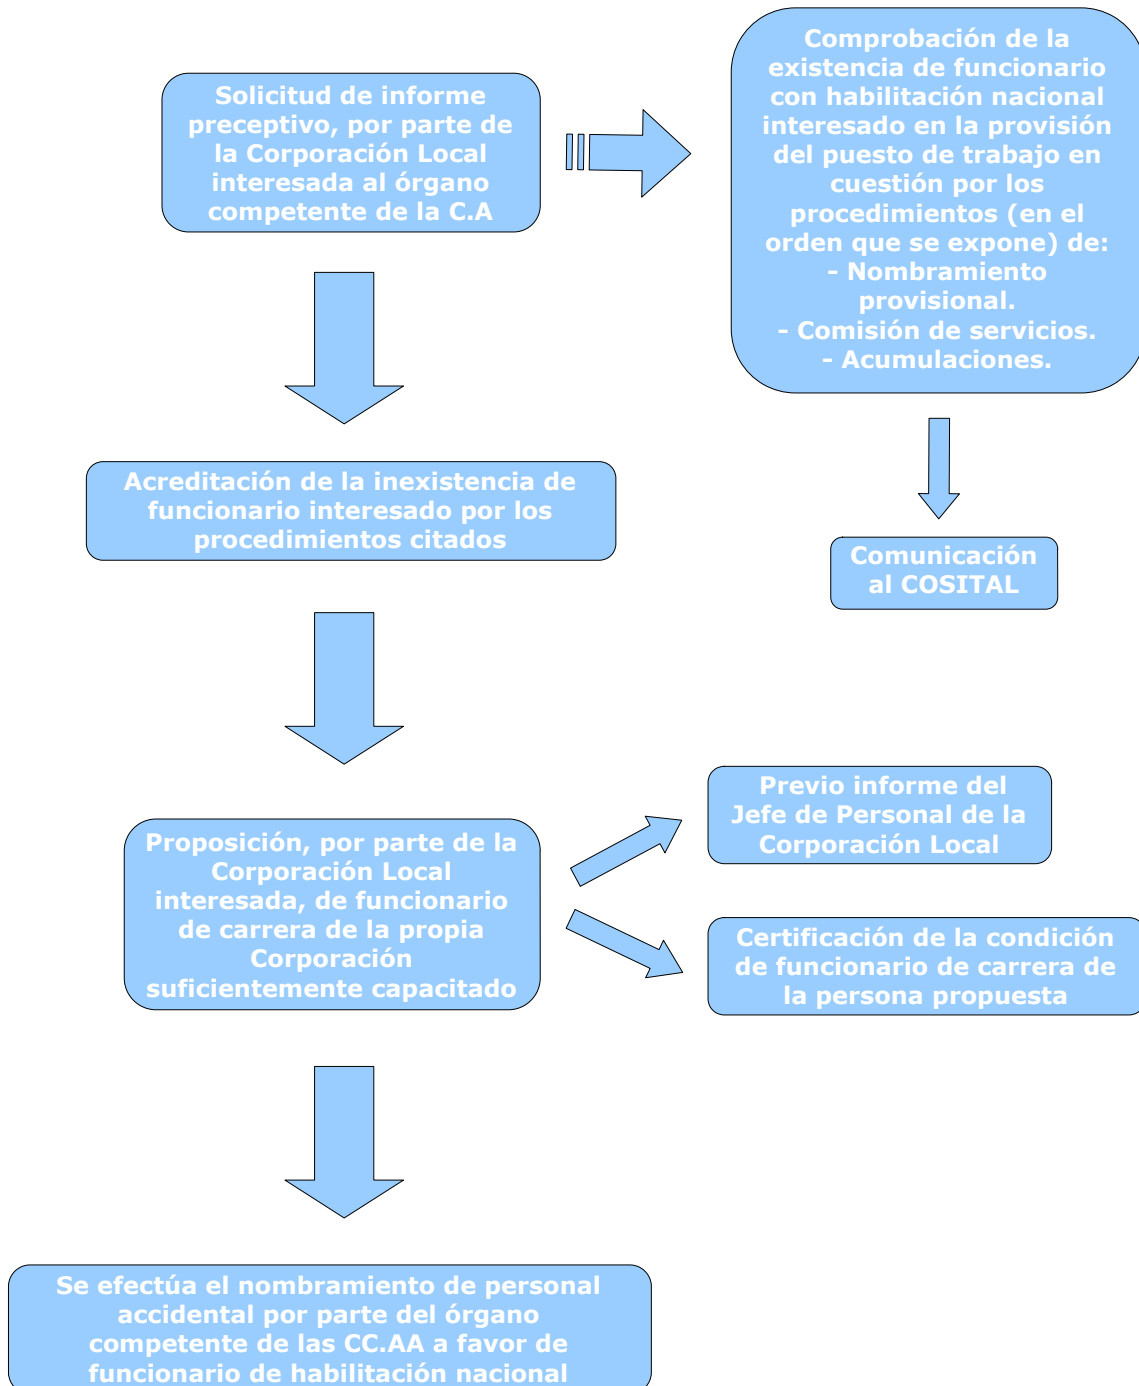 Solicitud de informe
preceptivo, por parte de
la Corporación Local
interesada al órgano
competente de la C.A
Comprobación de la
existencia de funcionario
con habilitación nacional
interesado en la provisión
del puesto de trabajo en
cuestión por los
procedimientos (en el
orden que se expone) de:
– Nombramiento
provisional.
– Comisión de servicios.
– Acumulaciones.
Acreditación de la inexistencia de
funcionario interesado por los
procedimientos citados
Comunicación
al COSITAL
Proposición, por parte de la
Corporación Local
interesada, de funcionario
de carrera de la propia
Corporación
suficientemente capacitado
Previo informe del
Jefe de Personal de la
Corporación Local
Certificación de la condición
de funcionario de carrera de
la persona propuesta
Se efectúa el nombramiento de personal
accidental por parte del órgano
competente de las CC.AA a favor de
funcionario de habilitación nacional